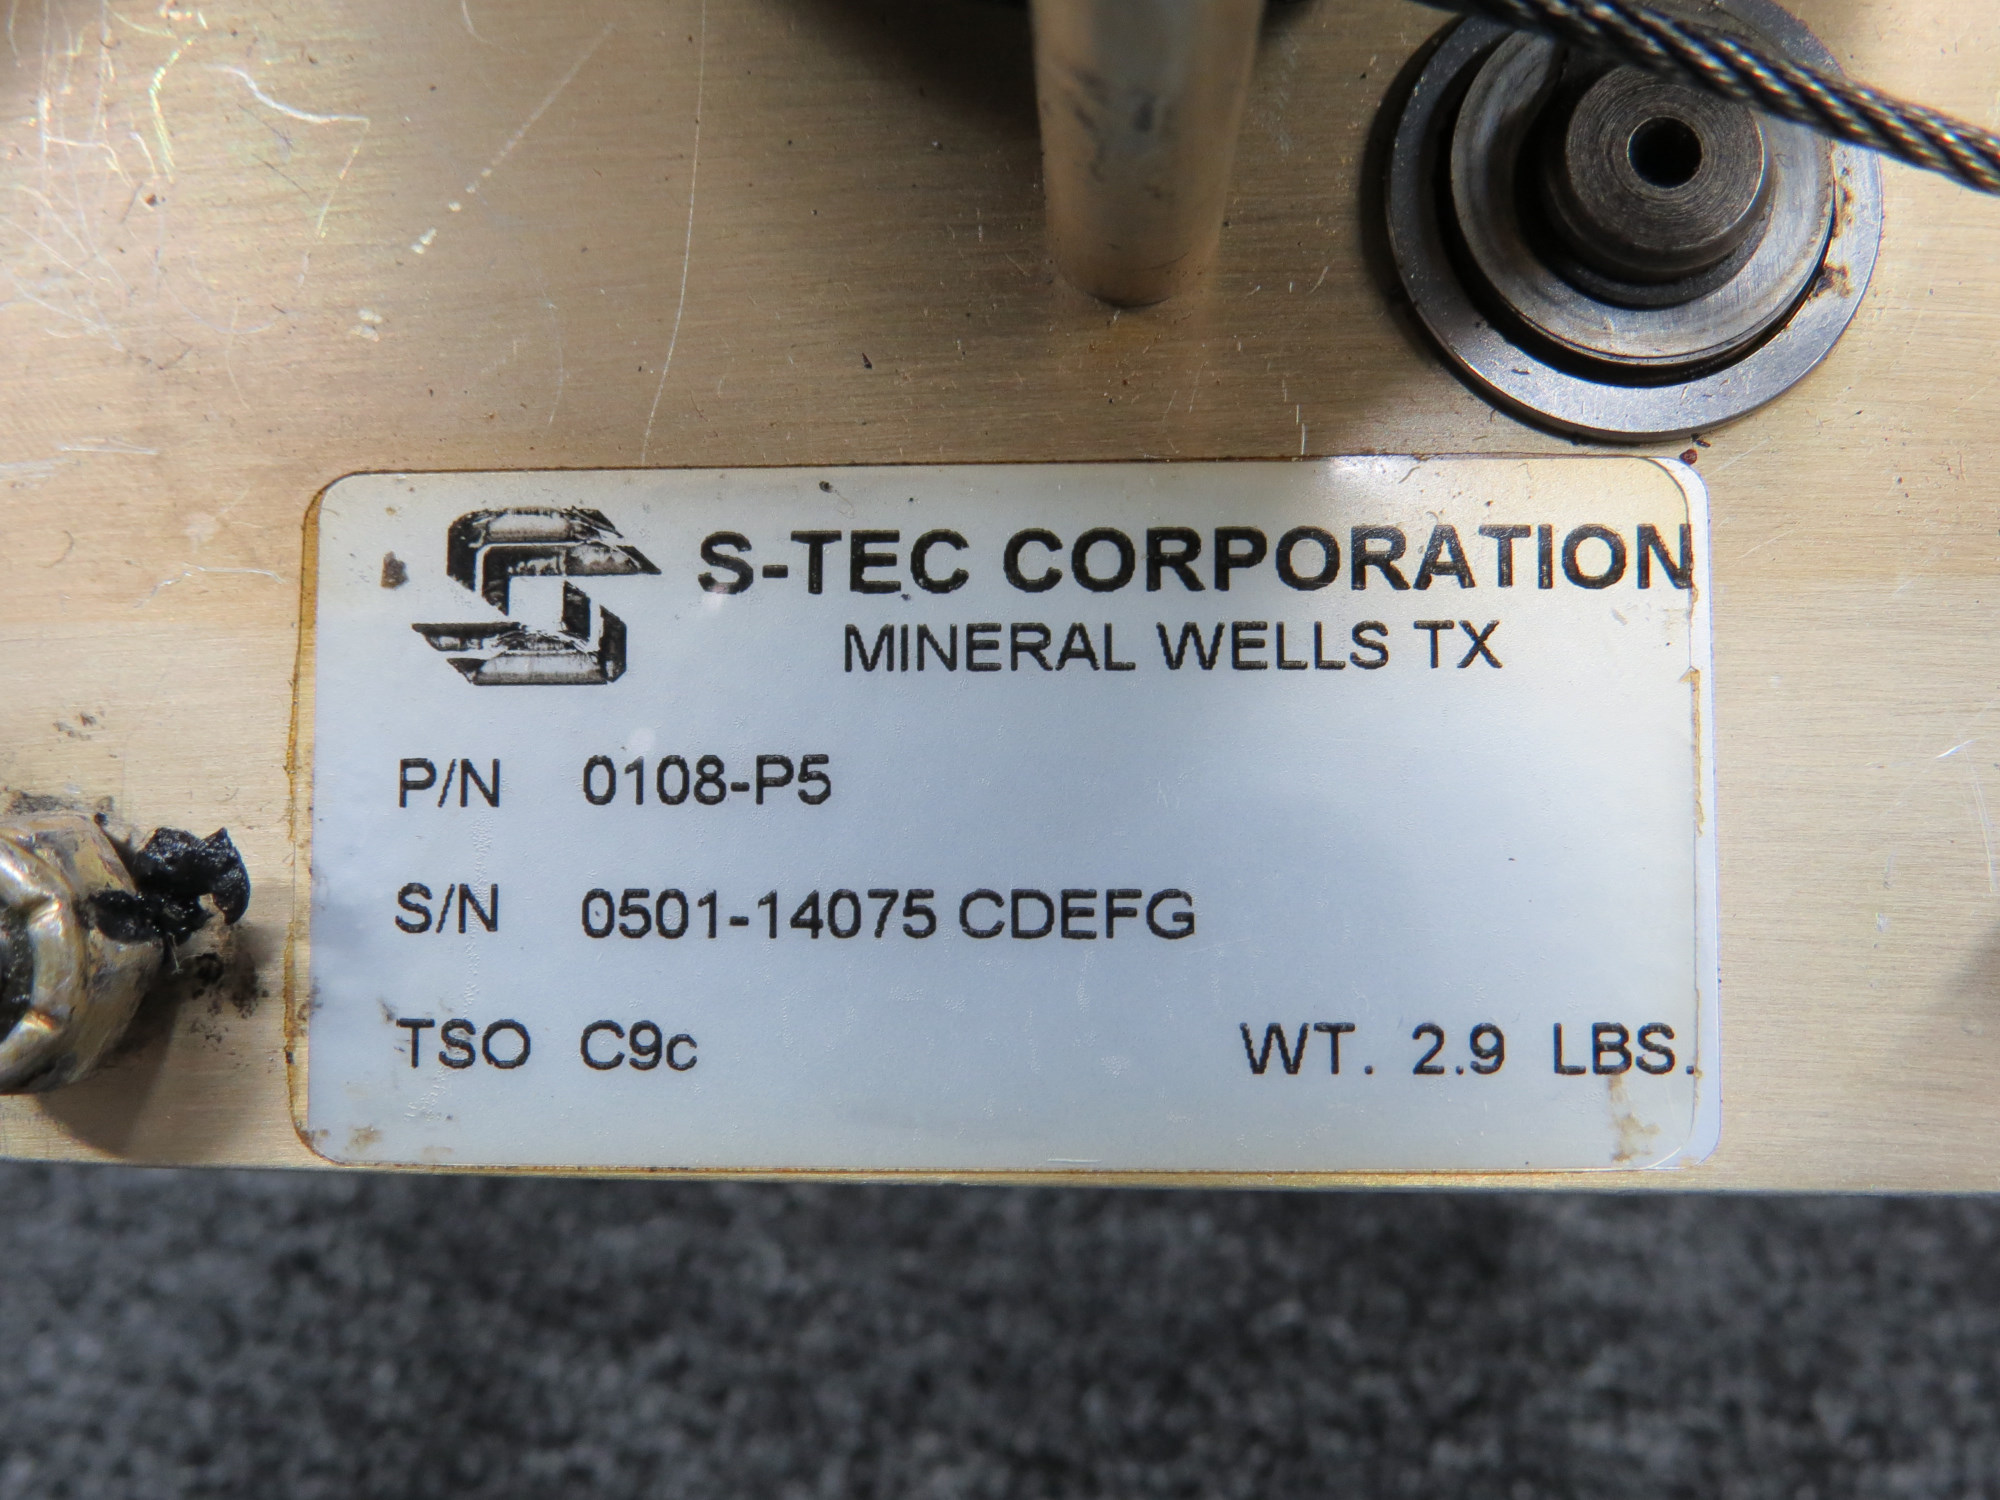 S-TEC CORPORATION
MINERAL WELLS TX
P/N 0108-P5
S/N 0501-14075 CDEFG
TSO C9c WT. 2.9 LBS.